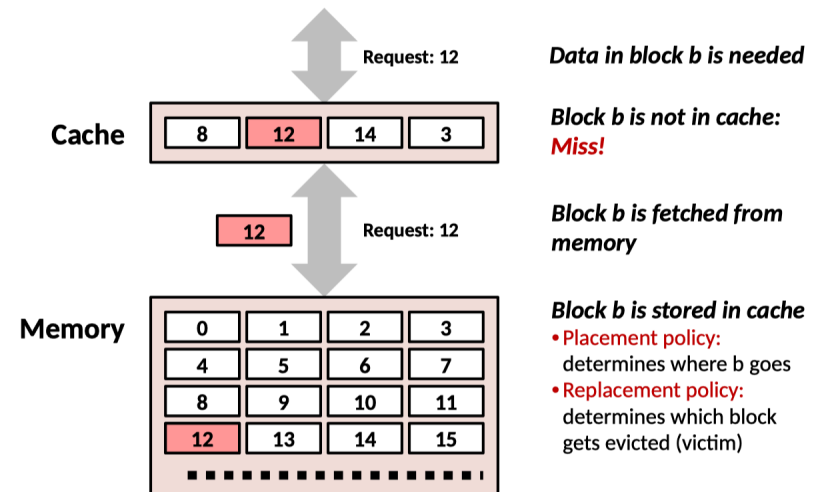 Request: 12
Data in block b is needed
Cache
8 12 14 3
Block b is not in cache:
Miss!
12
Request: 12
Block b is fetched from
memory
Memory
0 1 2 3
4 5 6 7
8 9 10 11
12 13 14 15
Block b is stored in cache
•Placement policy:
determines where b goes
•Replacement policy:
determines which block
gets evicted (victim)